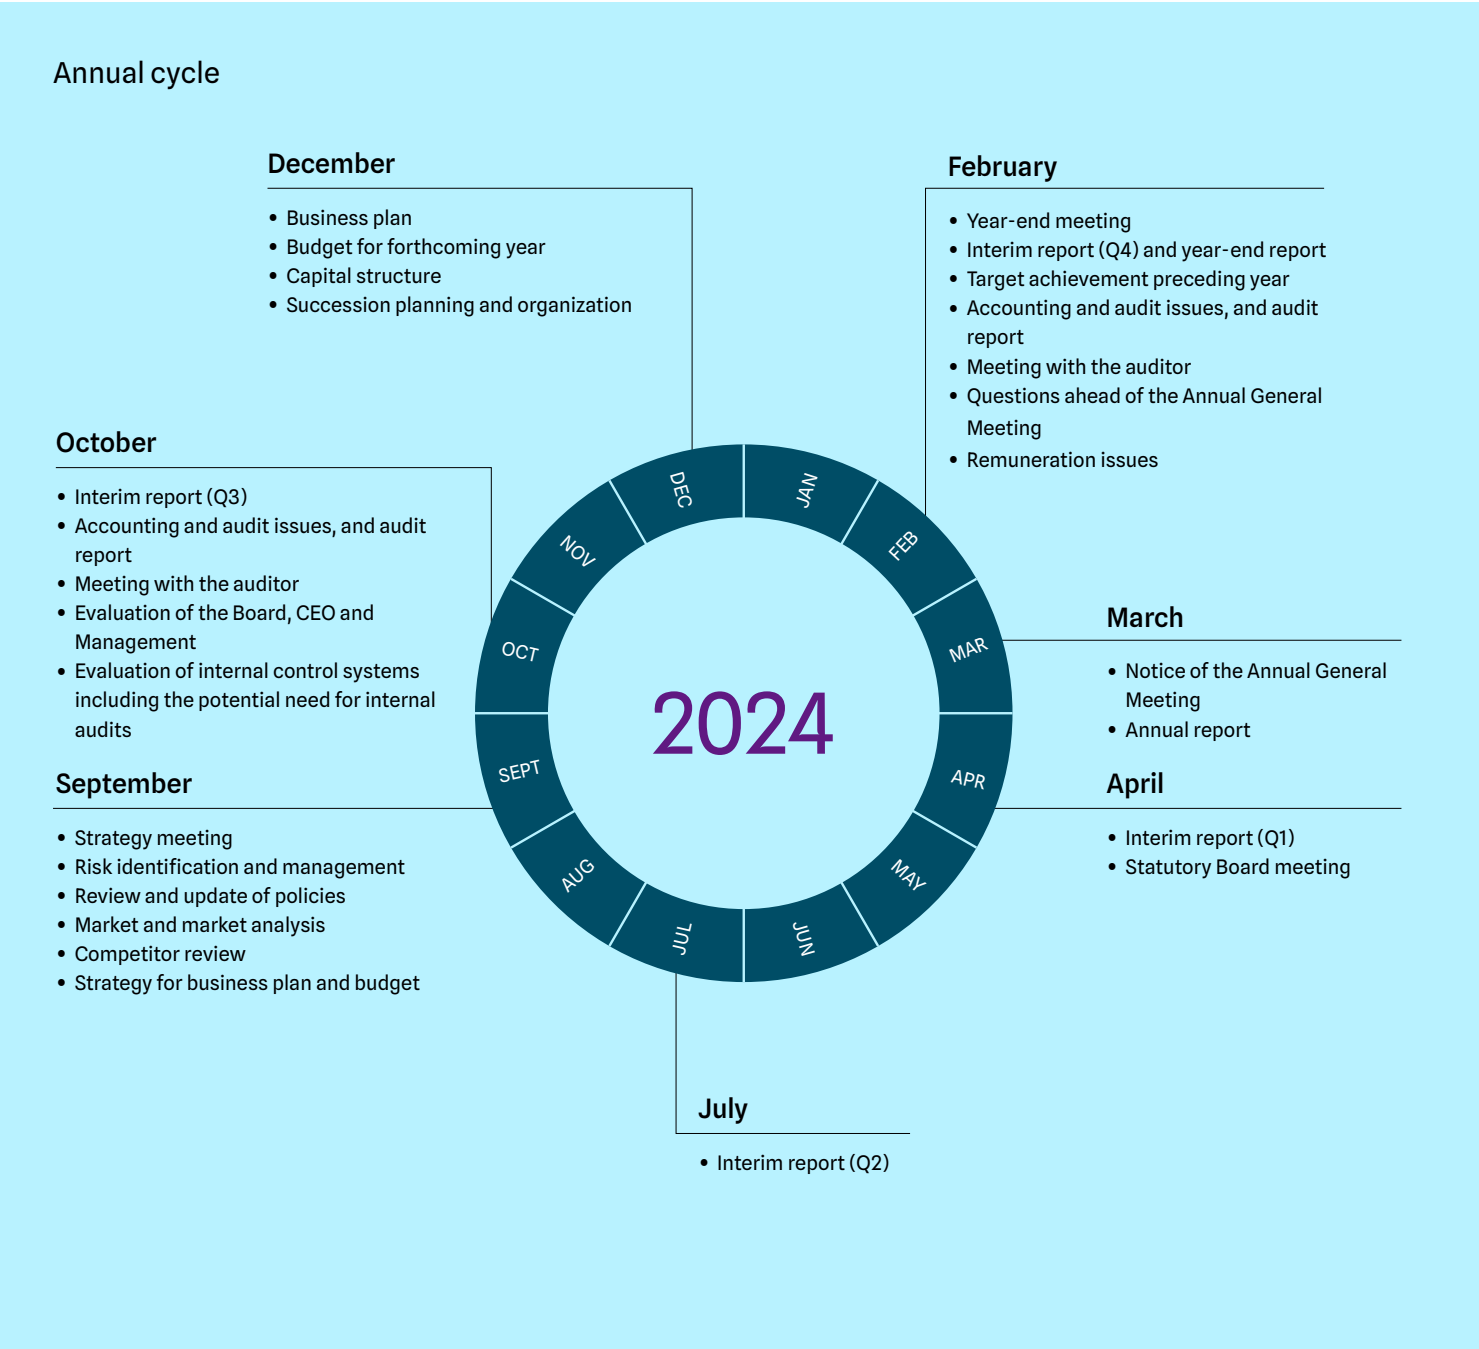 Annual cycle
December
• Business plan
• Budget for forthcoming year
• Capital structure
• Succession planning and organization
February
• Year-end meeting
• Interim report (Q4) and year-end report
• Target achievement preceding year
• Accounting and audit issues, and audit
report
• Meeting with the auditor
• Questions ahead of the Annual General
Meeting
• Remuneration issues
October
• Interim report (Q3)
• Accounting and audit issues, and audit
report
• Meeting with the auditor
• Evaluation of the Board, CEO and
Management
• Evaluation of internal control systems
including the potential need for internal
audits
March
• Notice of the Annual General
Meeting
• Annual report
September
• Strategy meeting
• Risk identification and management
• Review and update of policies
• Market and market analysis
• Competitor review
• Strategy for business plan and budget
April
• Interim report (Q1)
• Statutory Board meeting
July
• Interim report (Q2)
JAN
FEB
MAR
APR
MAY
JUN
JUL
AUG
SEPT
OCT
NOV
DEC
2024